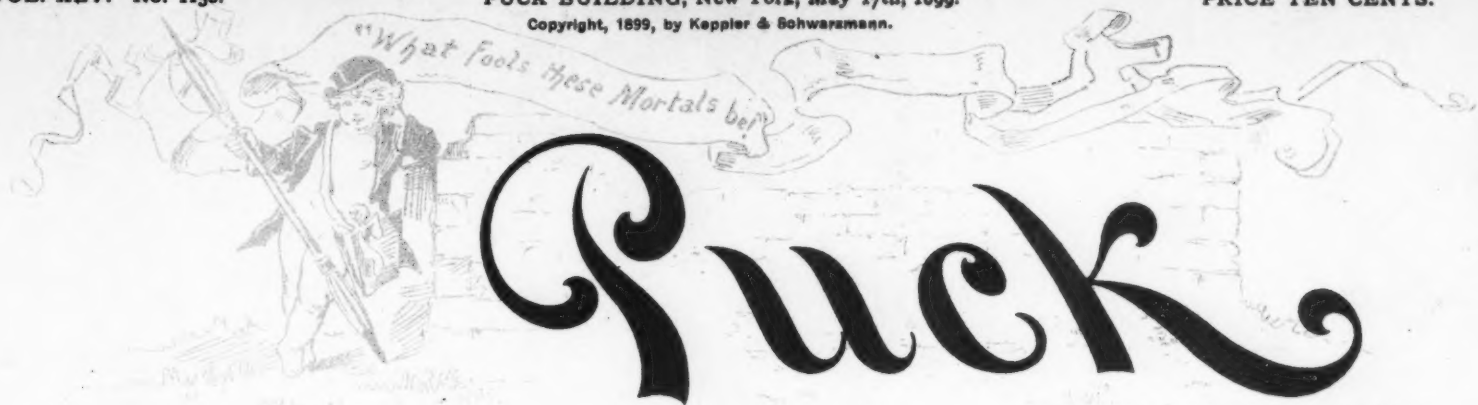 PUCK BUILDING, New York, May 17th, 1899.
PRICE TEN CENTS.
Copyright, 1899, by Keppler & Schwarzmann.
"What Fools these Mortals be!"
Puck